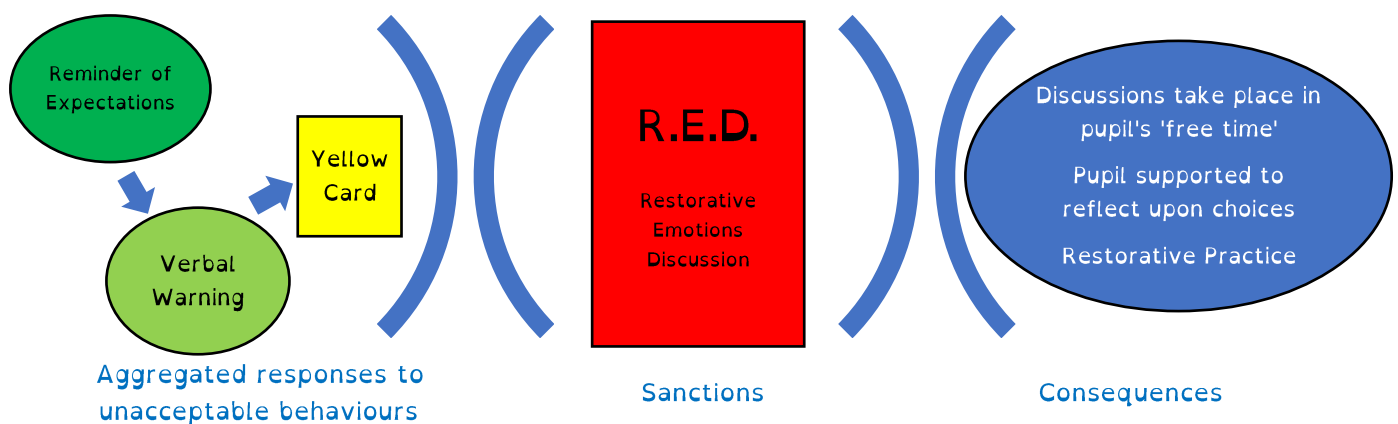 Reminder of
Expectations
Verbal
Warning
Yellow
Card
Aggregated responses to
unacceptable behaviours
R.E.D.
Restorative
Emotions
Discussion
Sanctions
Discussions take place in
pupil's 'free time'
Pupil supported to
reflect upon choices
Restorative Practice
Consequences